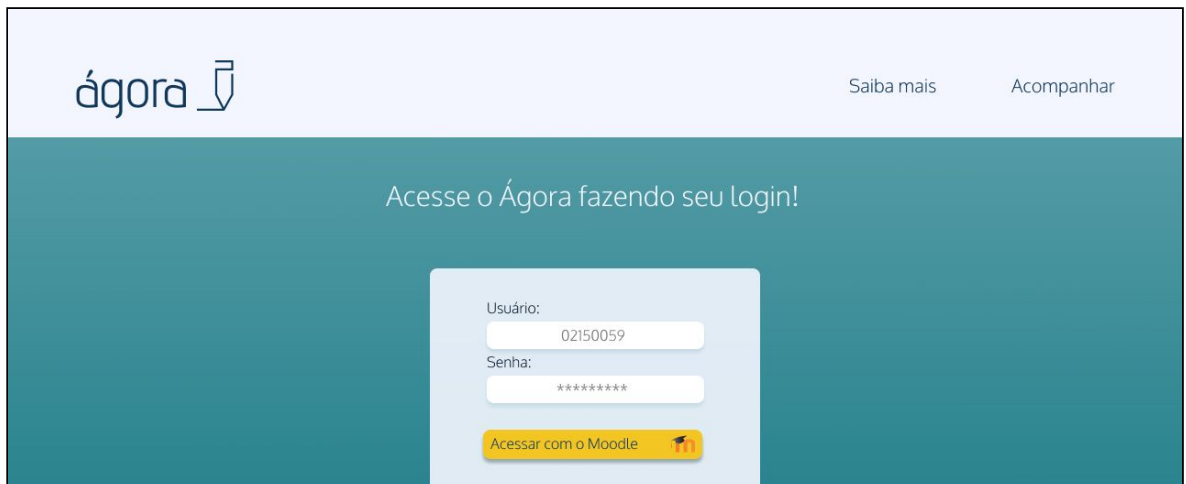 ágora
Saiba mais
Acompanhar
Acesse o Ágora fazendo seu login!
Usuário:
02150059
Senha:
*********
Acessar com o Moodle